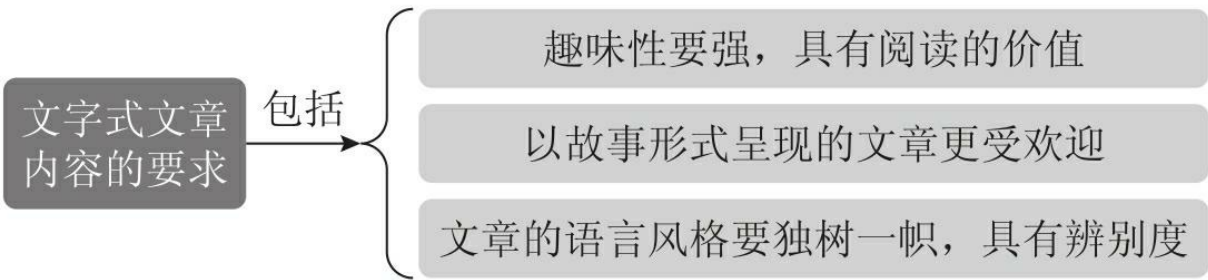 文字式文章
内容的要求
包括
趣味性要强，具有阅读的价值
以故事形式呈现的文章更受欢迎
文章的语言风格要独树一帜，具有辨别度